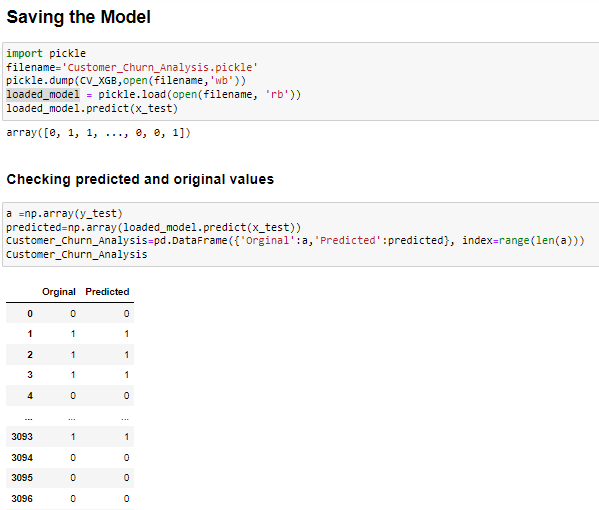 Saving the Model
import pickle
filename='Customer_Churn_Analysis.pickle'
pickle.dump(CV_XGB,open(filename,'wb'))
loaded_model = pickle.load(open(filename, 'rb'))
loaded_model.predict(x_test)
array([0, 1, 1, ..., 0, 0, 1])
Checking predicted and original values
a =np.array(y_test)
predicted=np.array(loaded_model.predict(x_test))
Customer_Churn_Analysis=pd.DataFrame({'Orginal':a,'Predicted':predicted}, index=range(len(a)))
Customer_Churn_Analysis
Orginal Predicted
0 0 0
1 1 1
2 1 1
3 1 1
4 0 0
... ... ...
3093 1 1
3094 0 0
3095 0 0
3096 0 0